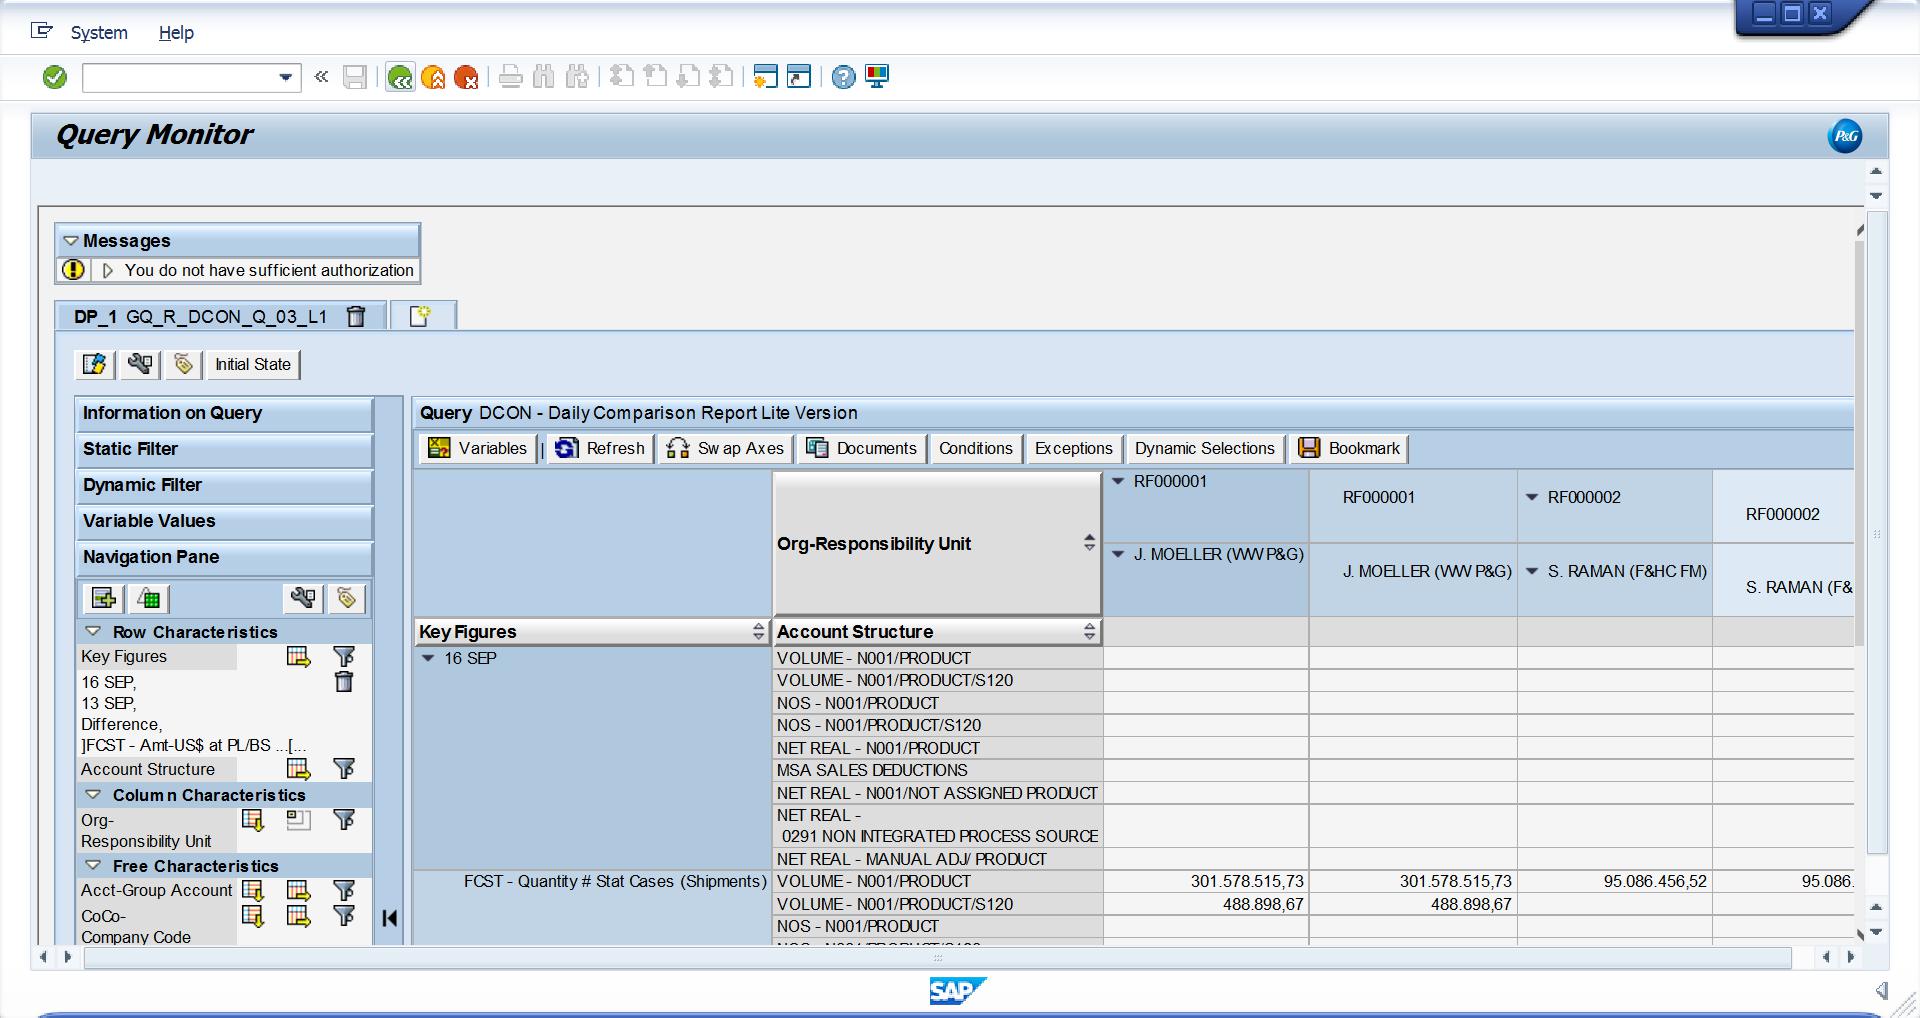 System Help
Query Monitor
P&G
Messages
You do not have sufficient authorization
DP_1 GQ_R_DCON_Q_03_L1
Initial State
Information on Query
Static Filter
Dynamic Filter
Variable Values
Navigation Pane
Row Characteristics
Key Figures
16 SEP,
13 SEP,
Difference,
]FCST - Amt-US$ at PL/BS ...[...
Account Structure
Column Characteristics
Org-
Responsibility Unit
Free Characteristics
Acct-Group Account
CoCo-
Company Code
Query DCON - Daily Comparison Report Lite Version
Variables | Refresh Swap Axes Documents Conditions Exceptions Dynamic Selections Bookmark
Org-Responsibility Unit
RF000001 RF000001 RF000002 RF000002
J. MOELLER (WW P&G) J. MOELLER (WW P&G) S. RAMAN (F&HC FM) S. RAMAN (F&
Key Figures Account Structure
16 SEP VOLUME - N001/PRODUCT
VOLUME - N001/PRODUCT/S120
NOS - N001/PRODUCT
NOS - N001/PRODUCT/S120
NET REAL - N001/PRODUCT
MSA SALES DEDUCTIONS
NET REAL - N001/NOT ASSIGNED PRODUCT
NET REAL -
0291 NON INTEGRATED PROCESS SOURCE
NET REAL - MANUAL ADJ/ PRODUCT
FCST - Quantity # Stat Cases (Shipments) VOLUME - N001/PRODUCT 301.578.515,73 301.578.515,73 95.086.456,52 95.086.
VOLUME - N001/PRODUCT/S120 488.898,67 488.898,67
NOS - N001/PRODUCT
SAP